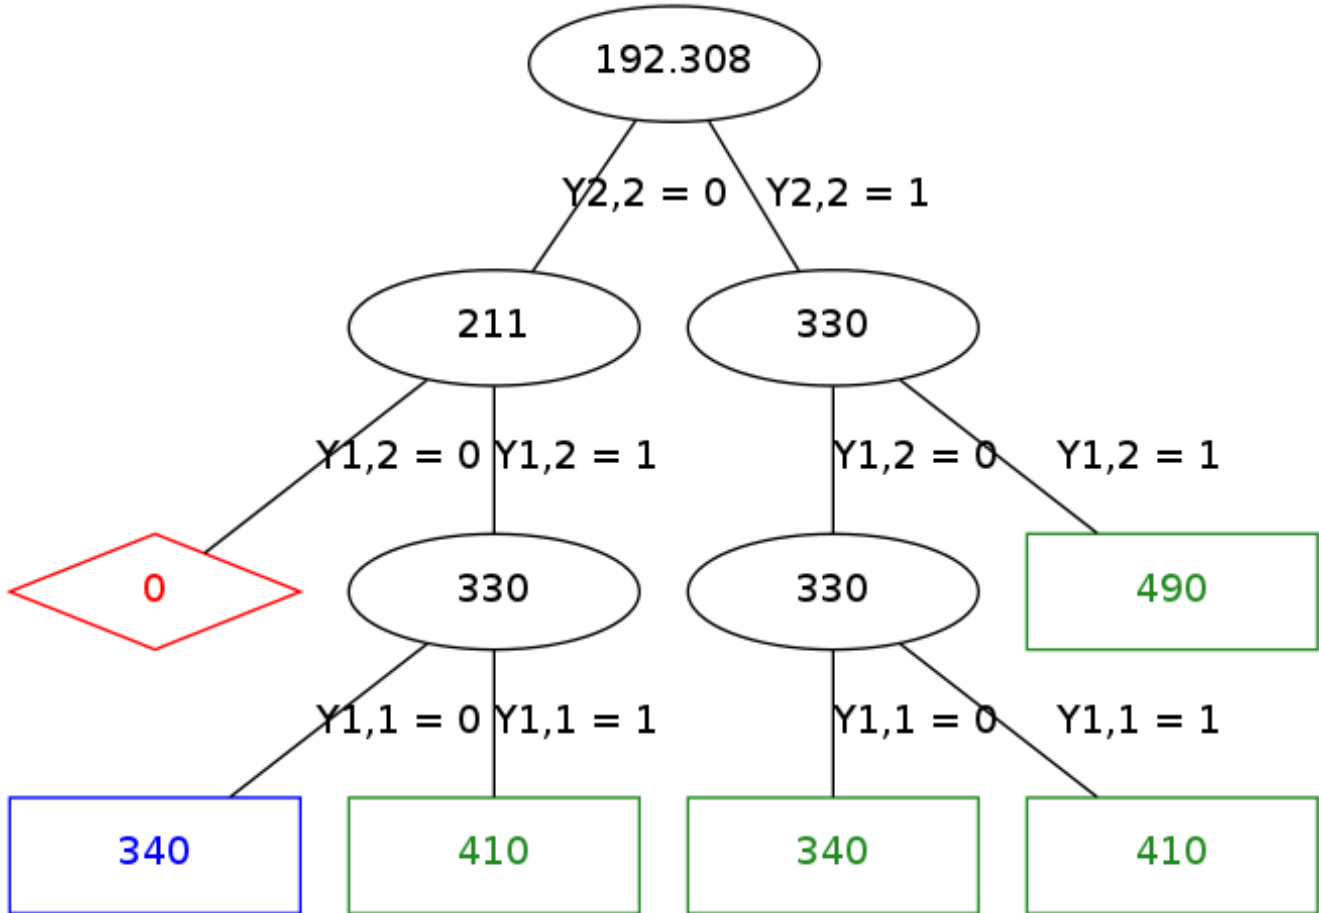 192.308
Y2,2 = 0 Y2,2 = 1
211 330
Y1,2 = 0 Y1,2 = 1 Y1,2 = 0 Y1,2 = 1
0 330 330 490
Y1,1 = 0 Y1,1 = 1 Y1,1 = 0 Y1,1 = 1
340 410 340 410